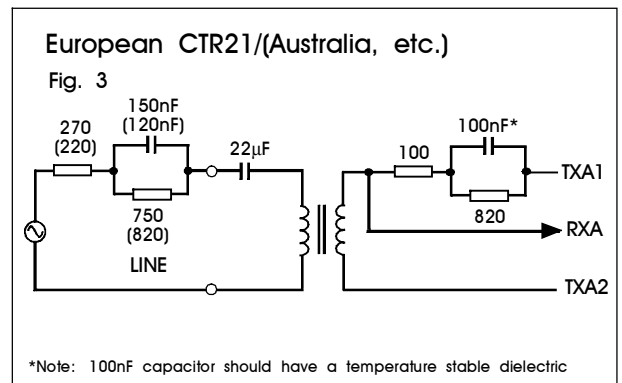 European CTR21/(Australia, etc.)
Fig. 3
150nF
(120nF)
270
(220)
22µF
100nF*
100
TXA1
750
(820)
820
RXA
LINE
TXA2
*Note: 100nF capacitor should have a temperature stable dielectric